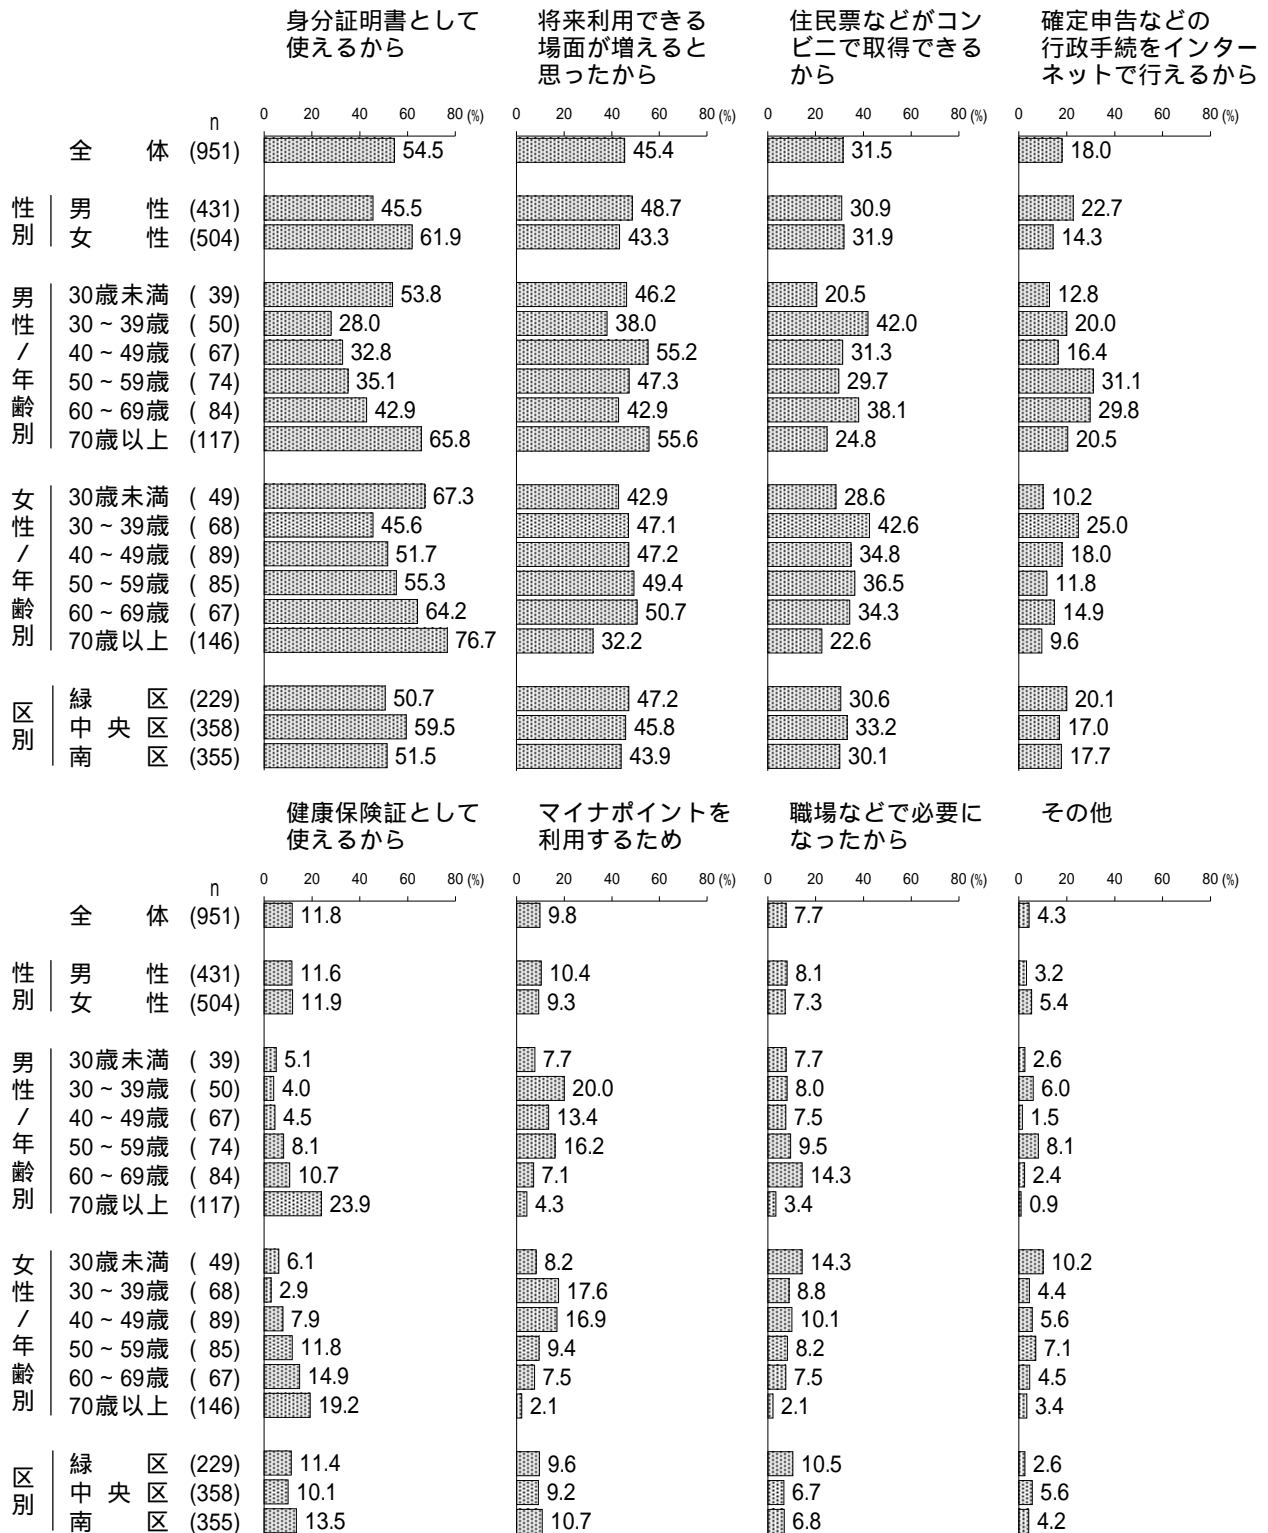 身分証明書として
使えるから
将来利用できる
場面が増えると
思ったから
住民票などがコン
ビニで取得できる
から
確定申告などの
行政手続をインター
ネットで行えるから
n 0 20 40 60 80 (%) 0 20 40 60 80 (%) 0 20 40 60 80 (%) 0 20 40 60 80 (%)
全体 (951) 54.5 45.4 31.5 18.0
性別
男性 (431) 45.5 48.7 30.9 22.7
女性 (504) 61.9 43.3 31.9 14.3
男性/年齢別
30歳未満 ( 39) 53.8 46.2 20.5 12.8
30~39歳 ( 50) 28.0 38.0 42.0 20.0
40~49歳 ( 67) 32.8 55.2 31.3 16.4
50~59歳 ( 74) 35.1 47.3 29.7 31.1
60~69歳 ( 84) 42.9 42.9 38.1 29.8
70歳以上 (117) 65.8 55.6 24.8 20.5
女性/年齢別
30歳未満 ( 49) 67.3 42.9 28.6 10.2
30~39歳 ( 68) 45.6 47.1 42.6 25.0
40~49歳 ( 89) 51.7 47.2 34.8 18.0
50~59歳 ( 85) 55.3 49.4 36.5 11.8
60~69歳 ( 67) 64.2 50.7 34.3 14.9
70歳以上 (146) 76.7 32.2 22.6 9.6
区別
緑区 (229) 50.7 47.2 30.6 20.1
中央区 (358) 59.5 45.8 33.2 17.0
南区 (355) 51.5 43.9 30.1 17.7
健康保険証として
使えるから
マイナポイントを
利用するため
職場などで必要に
なったから
その他
n 0 20 40 60 80 (%) 0 20 40 60 80 (%) 0 20 40 60 80 (%) 0 20 40 60 80 (%)
全体 (951) 11.8 9.8 7.7 4.3
性別
男性 (431) 11.6 10.4 8.1 3.2
女性 (504) 11.9 9.3 7.3 5.4
男性/年齢別
30歳未満 ( 39) 5.1 7.7 7.7 2.6
30~39歳 ( 50) 4.0 20.0 8.0 6.0
40~49歳 ( 67) 4.5 13.4 7.5 1.5
50~59歳 ( 74) 8.1 16.2 9.5 8.1
60~69歳 ( 84) 10.7 7.1 14.3 2.4
70歳以上 (117) 23.9 4.3 3.4 0.9
女性/年齢別
30歳未満 ( 49) 6.1 8.2 14.3 10.2
30~39歳 ( 68) 2.9 17.6 8.8 4.4
40~49歳 ( 89) 7.9 16.9 10.1 5.6
50~59歳 ( 85) 11.8 9.4 8.2 7.1
60~69歳 ( 67) 14.9 7.5 7.5 4.5
70歳以上 (146) 19.2 2.1 2.1 3.4
区別
緑区 (229) 11.4 9.6 10.5 2.6
中央区 (358) 10.1 9.2 6.7 5.6
南区 (355) 13.5 10.7 6.8 4.2